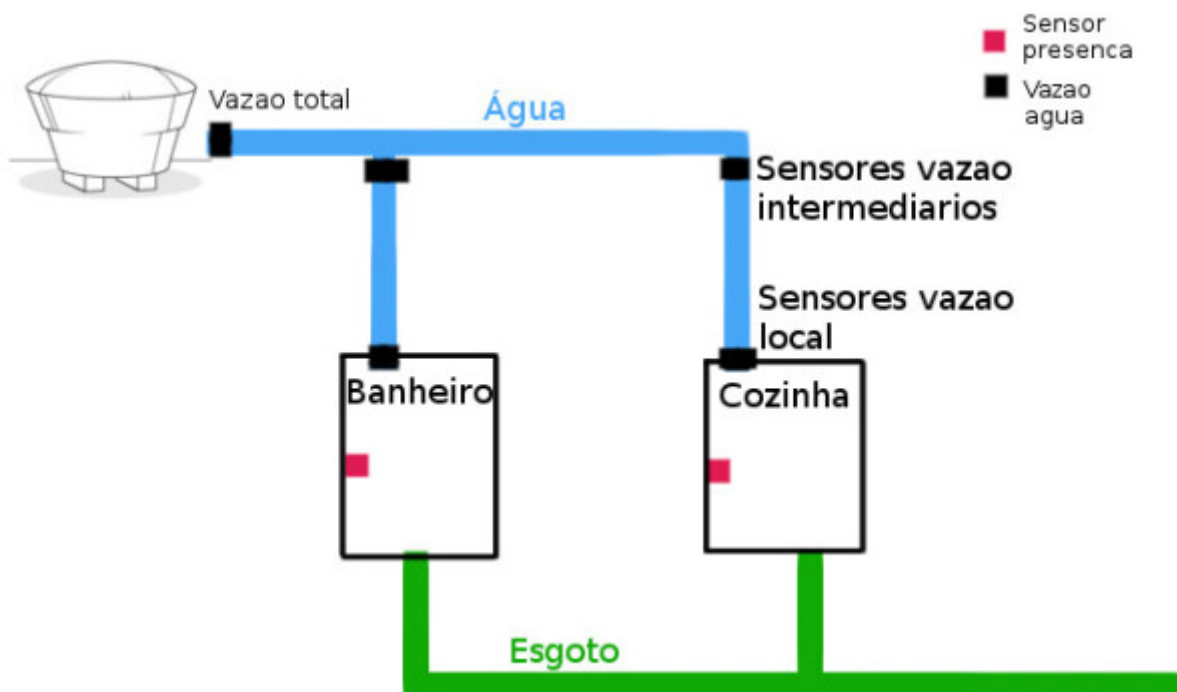 Sensor
presenca
Vazao
agua
Vazao total
Água
Sensores vazao
intermediarios
Sensores vazao
local
Banheiro
Cozinha
Esgoto